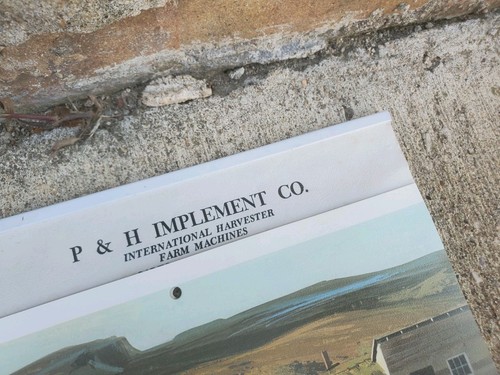 P & H IMPLEMENT CO.
INTERNATIONAL HARVESTER
FARM MACHINES